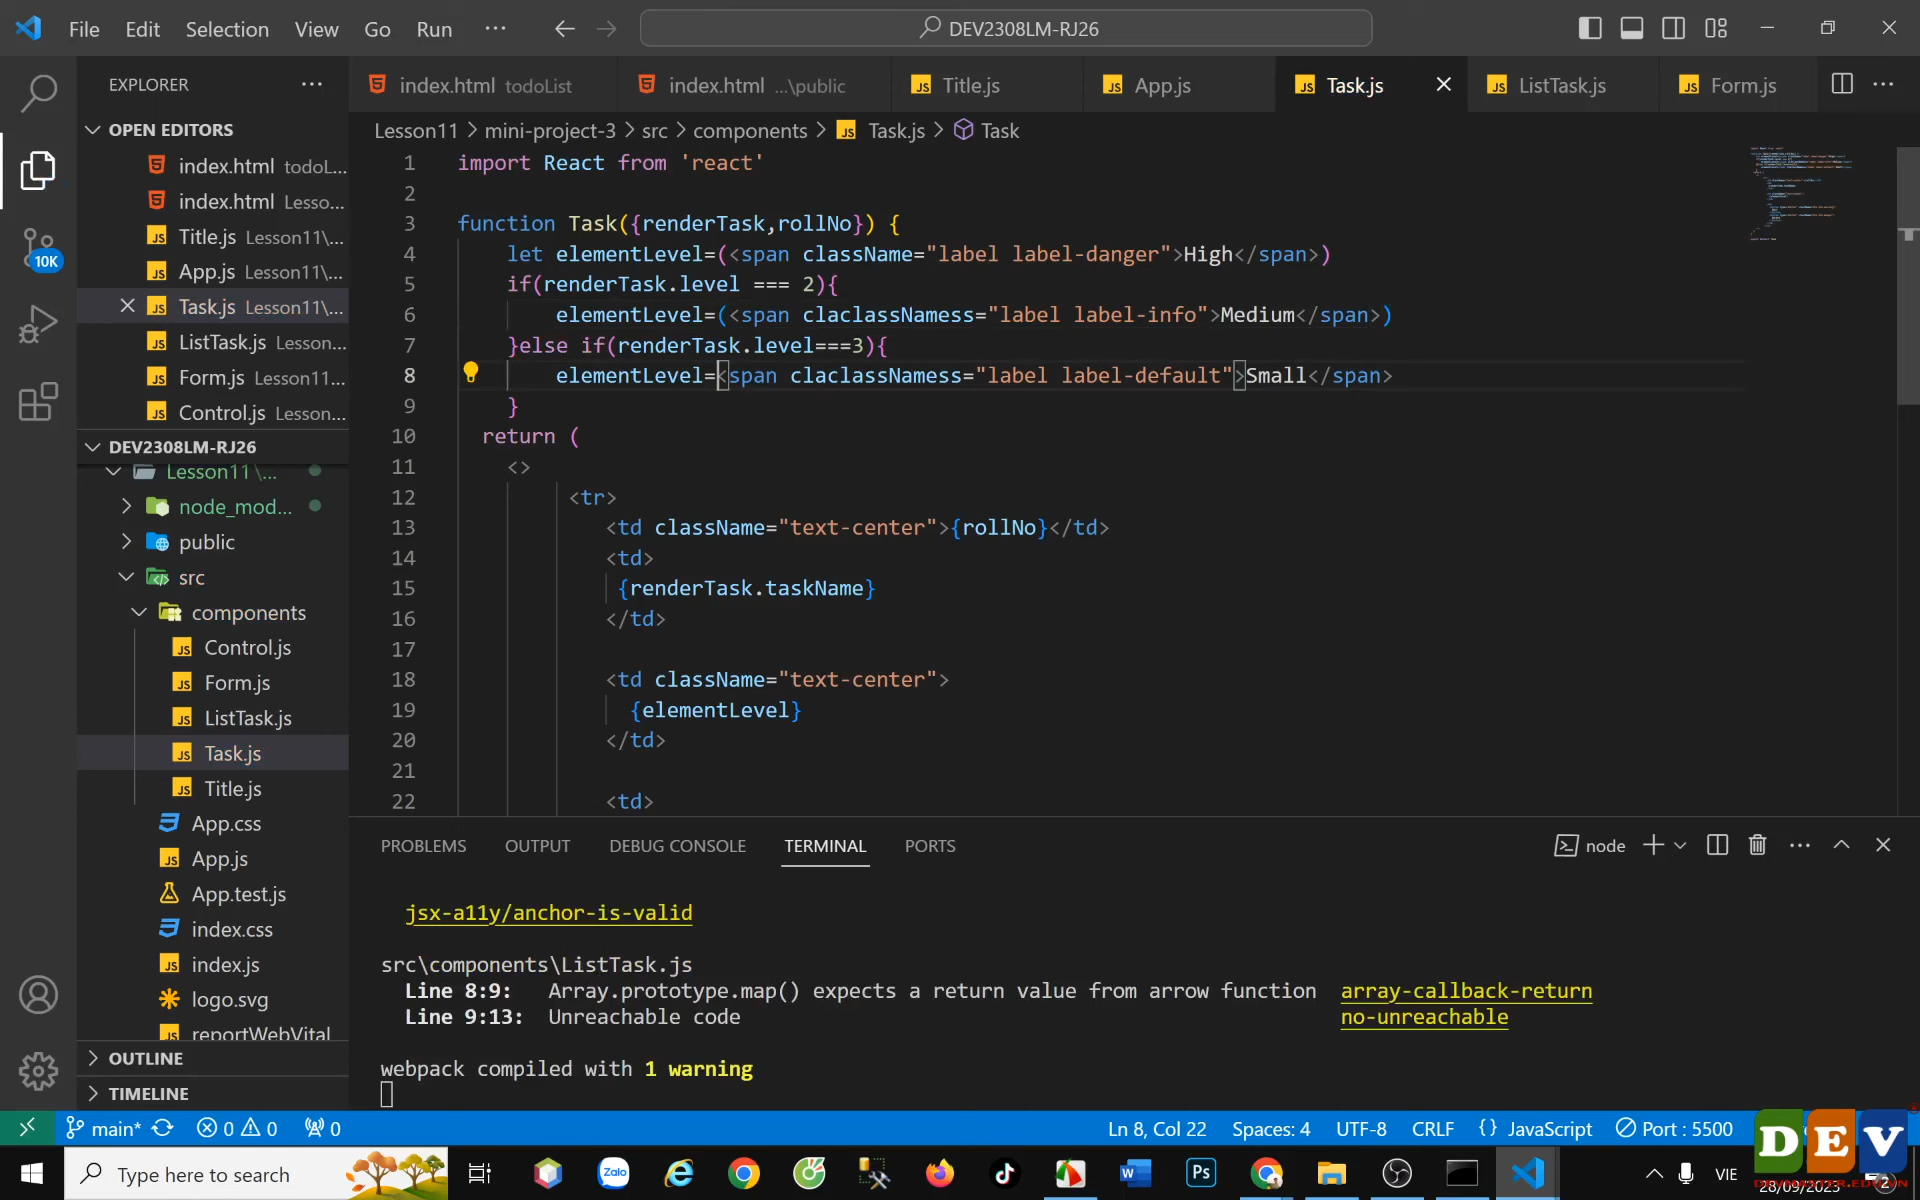 File Edit Selection View Go Run ··· DEV2308LM-RJ26
EXPLORER ···
OPEN EDITORS
index.html todoL...
index.html Lesso...
Title.js Lesson11\...
App.js Lesson11\...
Task.js Lesson11\...
ListTask.js Lesson...
Form.js Lesson11...
Control.js Lesson...
DEV2308LM-RJ26
Lesson11\...
node_mod...
public
src
components
Control.js
Form.js
ListTask.js
Task.js
Title.js
App.css
App.js
App.test.js
index.css
index.js
logo.svg
reportWebVital
OUTLINE
TIMELINE
10K
index.html todoList index.html ...\public Title.js App.js Task.js ListTask.js Form.js
Lesson11 > mini-project-3 > src > components > Task.js > Task
1 import React from 'react'
2
3 function Task({renderTask,rollNo}) {
4 let elementLevel=(<span className="label label-danger">High</span>)
5 if(renderTask.level === 2){
6 elementLevel=(<span claclassNamess="label label-info">Medium</span>)
7 }else if(renderTask.level===3){
8 elementLevel=<span claclassNamess="label label-default">Small</span>
9 }
10 return (
11 <>
12 <tr>
13 <td className="text-center">{rollNo}</td>
14 <td>
15 {renderTask.taskName}
16 </td>
17
18 <td className="text-center">
19 {elementLevel}
20 </td>
21
22 <td>
PROBLEMS OUTPUT DEBUG CONSOLE TERMINAL PORTS node
jsx-a11y/anchor-is-valid
src\components\ListTask.js
Line 8:9: Array.prototype.map() expects a return value from arrow function array-callback-return
Line 9:13: Unreachable code no-unreachable
webpack compiled with 1 warning
main* 0 0 0 Ln 8, Col 22 Spaces: 4 UTF-8 CRLF {} JavaScript Port : 5500
Type here to search
Zalo
W
Ps
VIE
28/09/2023
2
DEV
DEVMASTER.EDU.VN